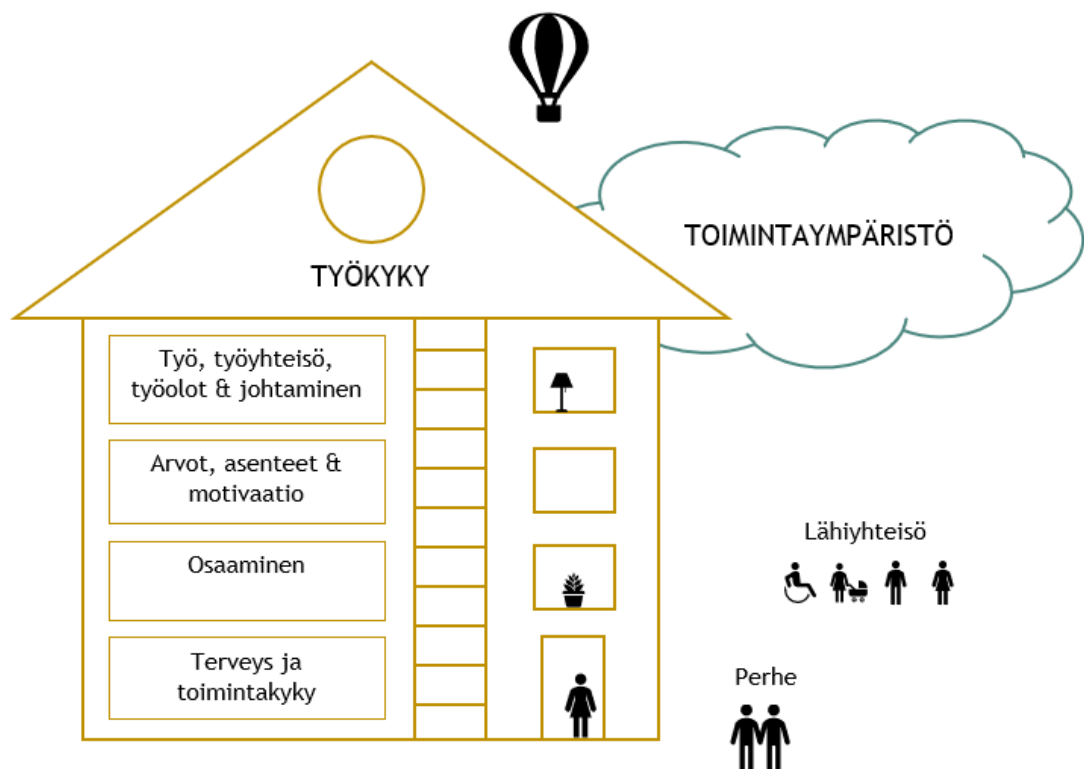 TYÖKYKY
TOIMINTAYMPÄRISTÖ
Työ, työyhteisö,
työolot & johtaminen
Arvot, asenteet &
motivaatio
Osaaminen
Terveys ja
toimintakyky
Lähiyhteisö
Perhe